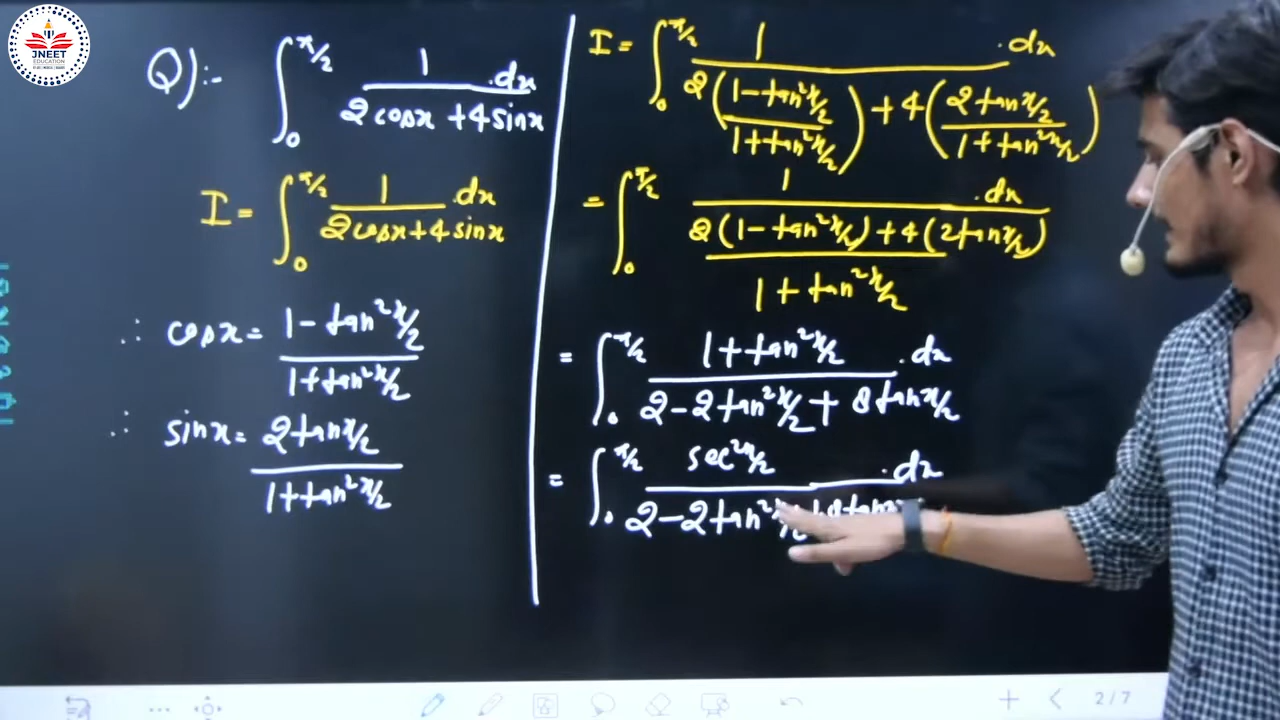 JNEET
EDUCATION
Q):- ∫₀^{π/2} 1/(2cosx + 4sinx) .dx
I = ∫₀^{π/2} 1/(2cosx + 4sinx) .dx
∴ cosx = (1 - tan²x/2)/(1 + tan²x/2)
∴ sinx = (2tanx/2)/(1 + tan²x/2)
I = ∫₀^{π/2} 1/(2((1 - tan²x/2)/(1 + tan²x/2)) + 4((2tanx/2)/(1 + tan²x/2))) .dx
= ∫₀^{π/2} 1/((2(1 - tan²x/2) + 4(2tanx/2))/(1 + tan²x/2)) .dx
= ∫₀^{π/2} (1 + tan²x/2)/(2 - 2tan²x/2 + 8tanx/2) .dx
= ∫₀^{π/2} sec²x/2 .dx
2 - 2tan²x/2 + 8tan
2/7